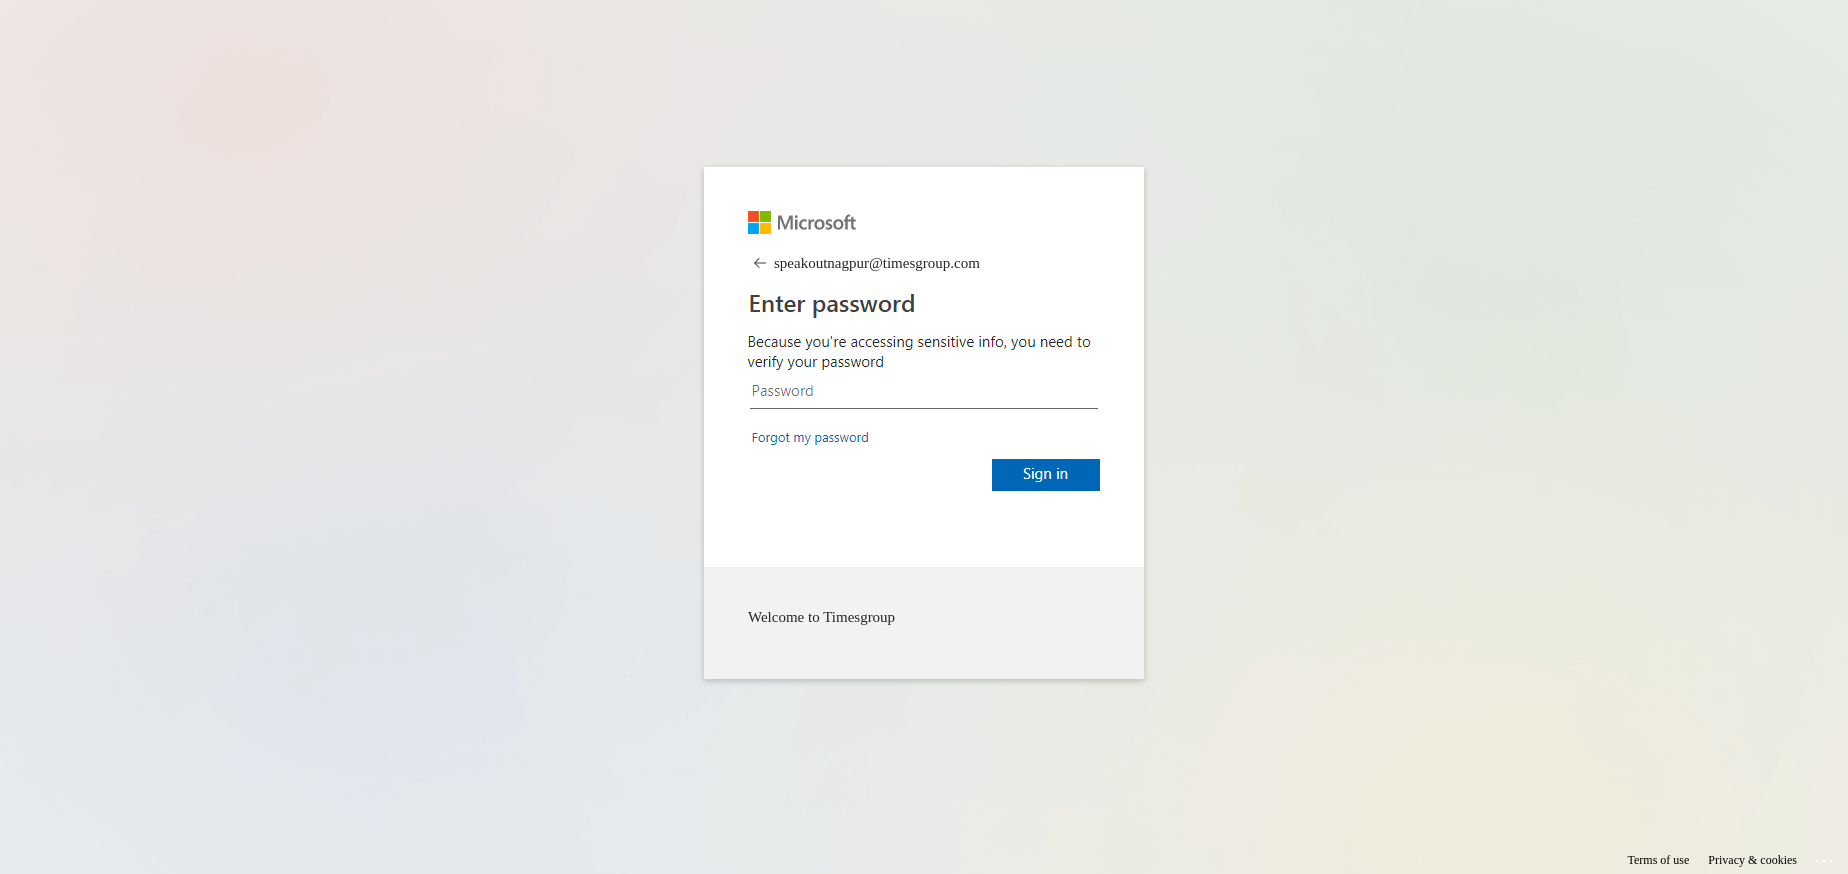 Microsoft
speakoutnagpur@timesgroup.com
Enter password
Because you're accessing sensitive info, you need to
verify your password
Password
Forgot my password
Sign in
Welcome to Timesgroup
Terms of use Privacy & cookies ...